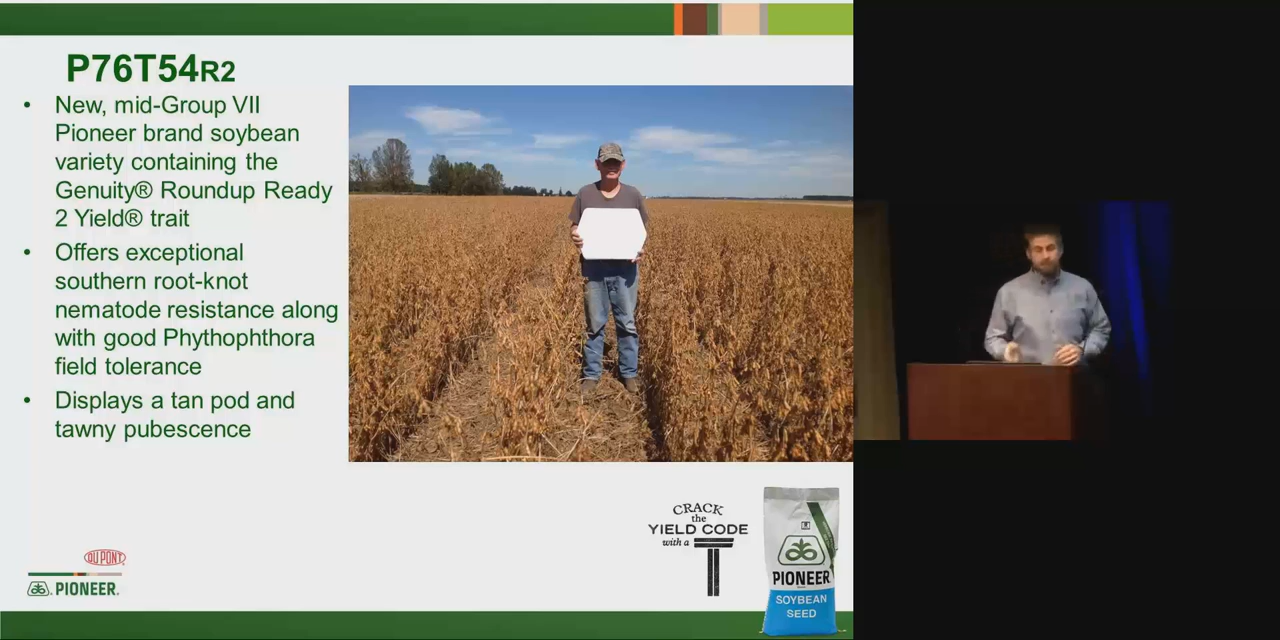 P76T54R2
• New, mid-Group VII
Pioneer brand soybean
variety containing the
Genuity® Roundup Ready
2 Yield® trait
• Offers exceptional
southern root-knot
nematode resistance along
with good Phythophthora
field tolerance
• Displays a tan pod and
tawny pubescence
CRACK
the
YIELD CODE
with a
T
PIONEER
SOYBEAN
SEED
DU PONT
PIONEER.